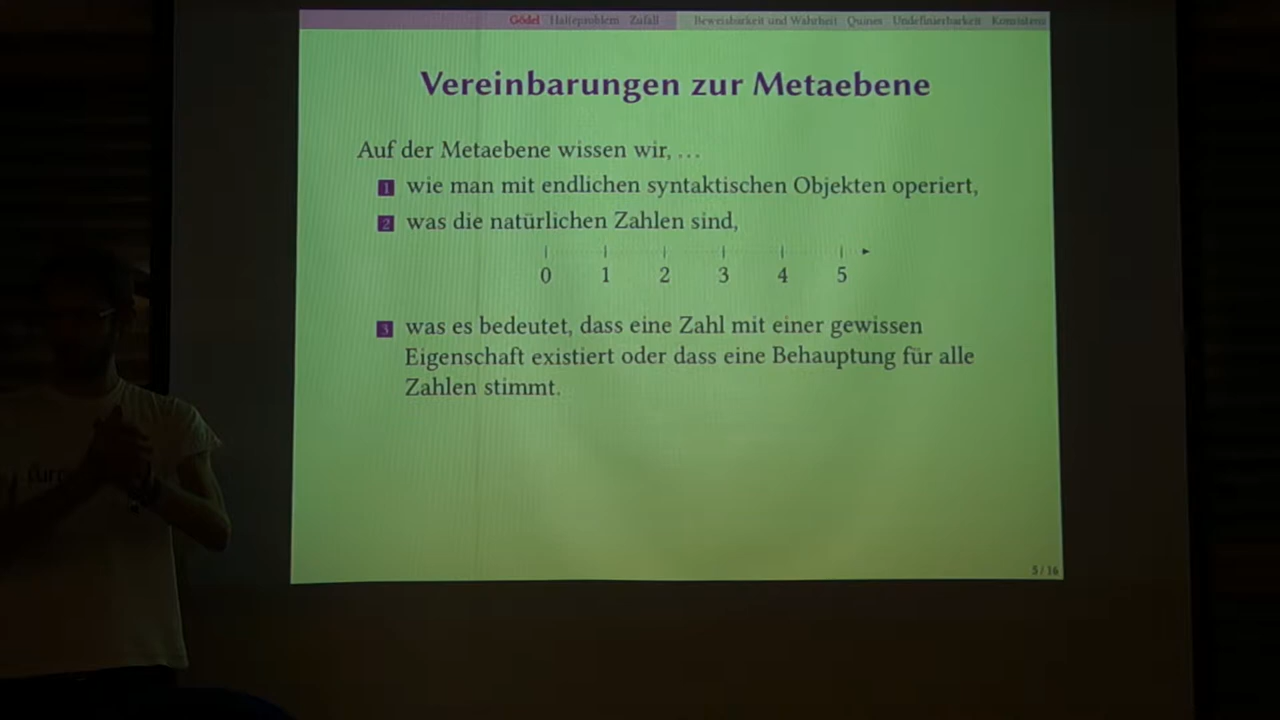 Gödel Halteproblem Zufall Beweisbarkeit und Wahrheit Quines Undefinierbarkeit Konsistenz
Vereinbarungen zur Metaebene
Auf der Metaebene wissen wir, …
1 wie man mit endlichen syntaktischen Objekten operiert,
2 was die natürlichen Zahlen sind,
0 1 2 3 4 5
3 was es bedeutet, dass eine Zahl mit einer gewissen
Eigenschaft existiert oder dass eine Behauptung für alle
Zahlen stimmt.
5 / 16